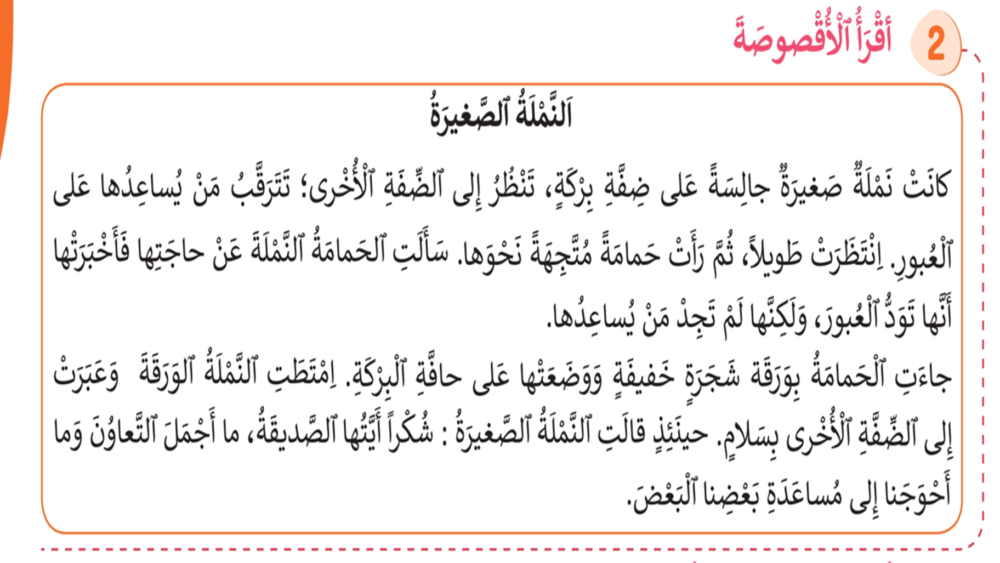 2 أَقْرَأُ ٱلْأُقْصوصَةَ
اَلنَّمْلَةُ ٱلصَّغيرَةُ
كانَتْ نَمْلَةٌ صَغيرَةٌ جالِسَةً عَلى ضِفَّةِ بِرْكَةٍ، تَنْظُرُ إِلى ٱلضِّفَةِ ٱلْأُخْرى؛ تَتَرَقَّبُ مَنْ يُساعِدُها عَلى
ٱلْعُبورِ. اِنْتَظَرَتْ طَويلاً، ثُمَّ رَأَتْ حَمامَةً مُتَّجِهَةً نَحْوَها. سَأَلَتِ ٱلحَمامَةُ ٱلنَّمْلَةَ عَنْ حاجَتِها فَأَخْبَرَتْها
أَنَّها تَوَدُّ ٱلْعُبورَ، وَلَكِنَّها لَمْ تَجِدْ مَنْ يُساعِدُها.
جاءَتِ ٱلْحَمامَةُ بِوَرَقَة شَجَرَةٍ خَفيفَةٍ وَوَضَعَتْها عَلى حافَّةِ ٱلْبِرْكَةِ. اِمْتَطَتِ ٱلنَّمْلَةُ ٱلوَرَقَةَ وَعَبَرَتْ
إِلى ٱلضِّفَّةِ ٱلْأُخْرى بِسَلامٍ. حينَئِذٍ قالَتِ ٱلنَّمْلَةُ ٱلصَّغيرَةُ : شُكْراً أَيَّتُها ٱلصَّديقَةُ، ما أَجْمَلَ ٱلتَّعاوُنَ وَما
أَحْوَجَنا إِلى مُساعَدَةِ بَعْضِنا ٱلْبَعْضَ.